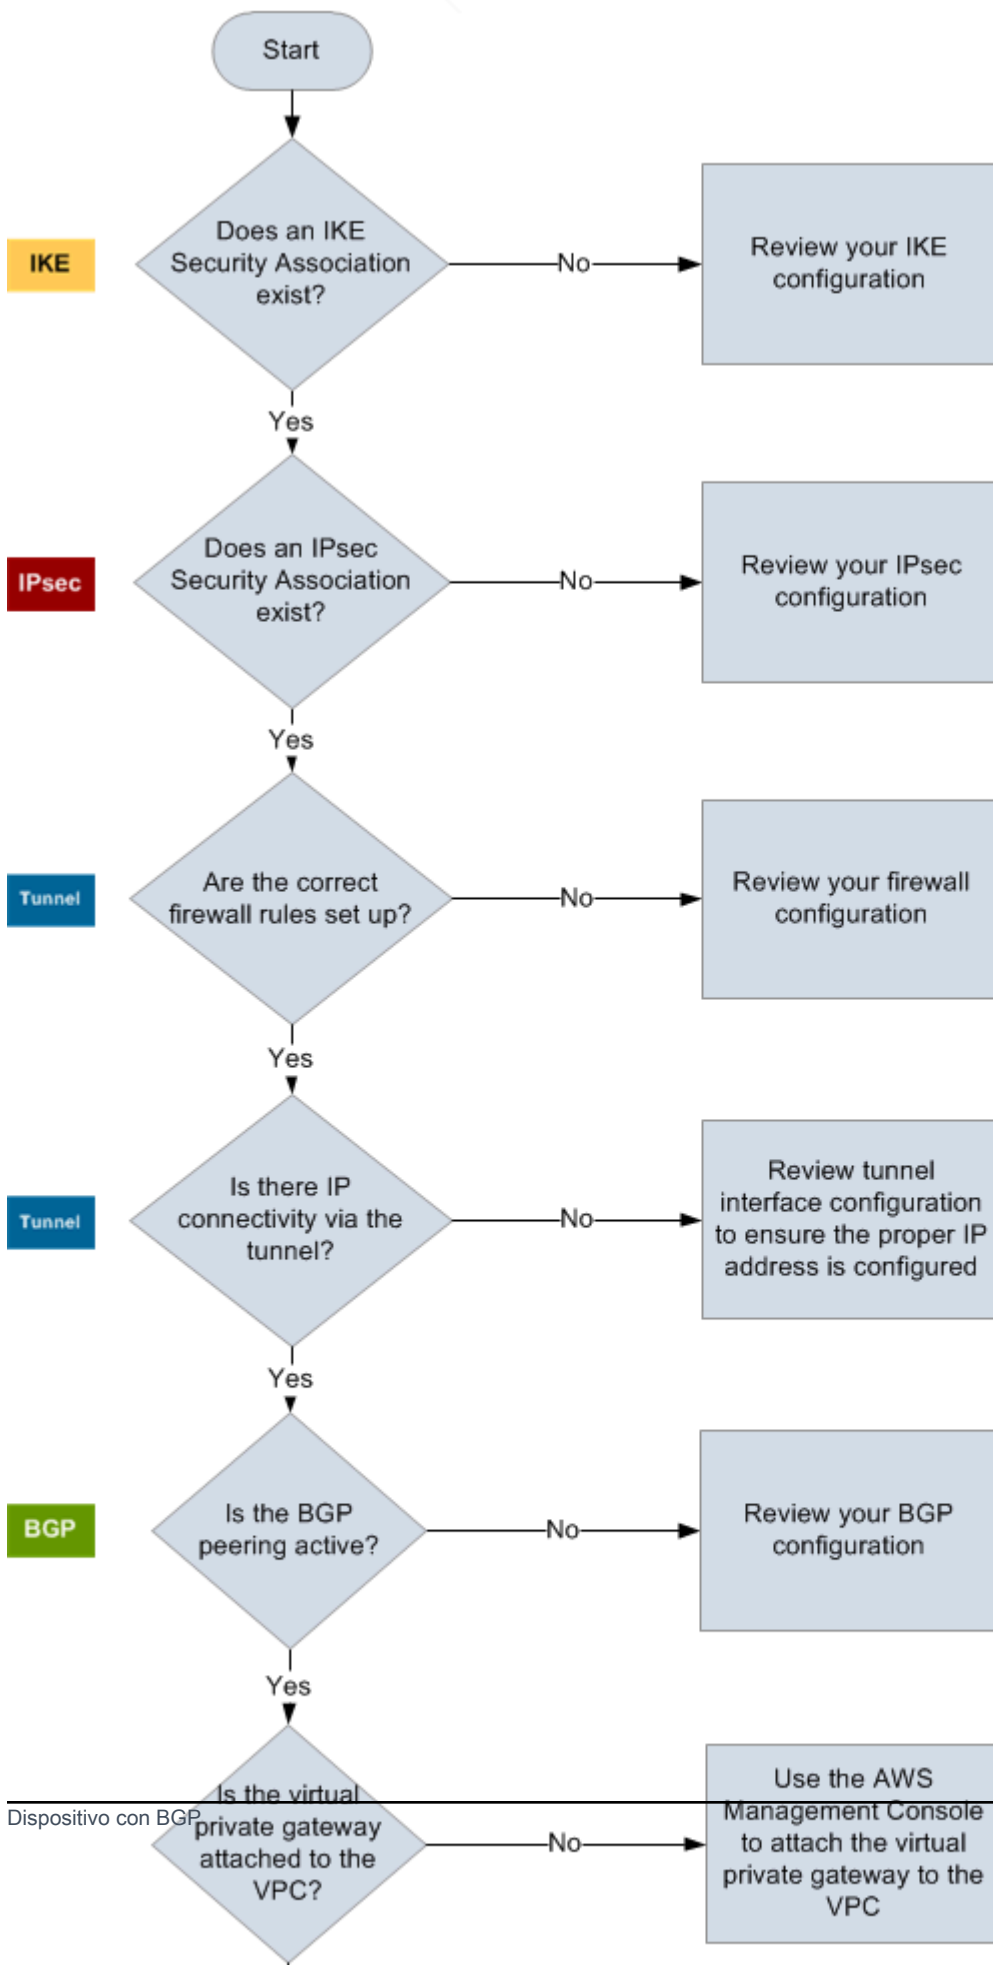 Start
IKE
Does an IKE
Security Association
exist?
No
Review your IKE
configuration
Yes
IPsec
Does an IPsec
Security Association
exist?
No
Review your IPsec
configuration
Yes
Tunnel
Are the correct
firewall rules set up?
No
Review your firewall
configuration
Yes
Tunnel
Is there IP
connectivity via the
tunnel?
No
Review tunnel
interface configuration
to ensure the proper IP
address is configured
Yes
BGP
Is the BGP
peering active?
No
Review your BGP
configuration
Yes
Is the virtual
private gateway
attached to the
VPC?
No
Use the AWS
Management Console
to attach the virtual
private gateway to the
VPC
Dispositivo con BGP